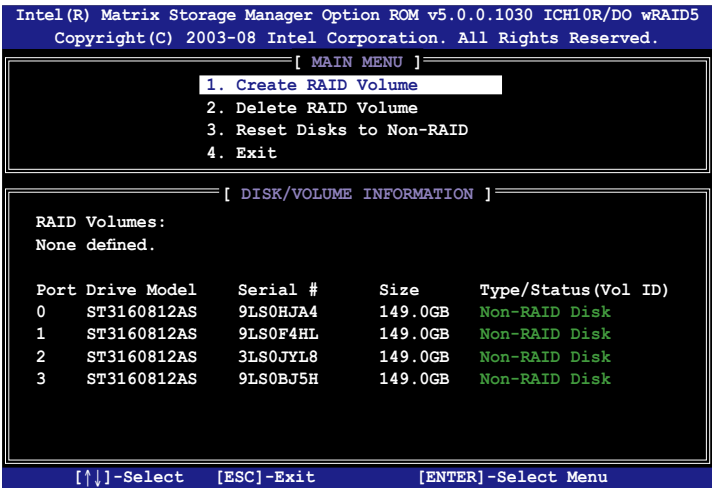 Intel(R) Matrix Storage Manager Option ROM v5.0.0.1030 ICH10R/DO wRAID5
Copyright(C) 2003-08 Intel Corporation. All Rights Reserved.
[ MAIN MENU ]
1. Create RAID Volume
2. Delete RAID Volume
3. Reset Disks to Non-RAID
4. Exit
[ DISK/VOLUME INFORMATION ]
RAID Volumes:
None defined.
Port Drive Model Serial # Size Type/Status(Vol ID)
0 ST3160812AS 9LS0HJA4 149.0GB Non-RAID Disk
1 ST3160812AS 9LS0F4HL 149.0GB Non-RAID Disk
2 ST3160812AS 3LS0JYL8 149.0GB Non-RAID Disk
3 ST3160812AS 9LS0BJ5H 149.0GB Non-RAID Disk
[↑↓]-Select [ESC]-Exit [ENTER]-Select Menu